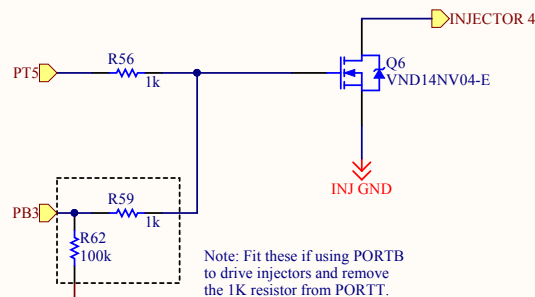 INJECTOR 4
R56
PT5
1k
Q6
VND14NV04-E
INJ GND
PB3
R59
1k
R62
100k
Note: Fit these if using PORTB
to drive injectors and remove
the 1K resistor from PORTT.